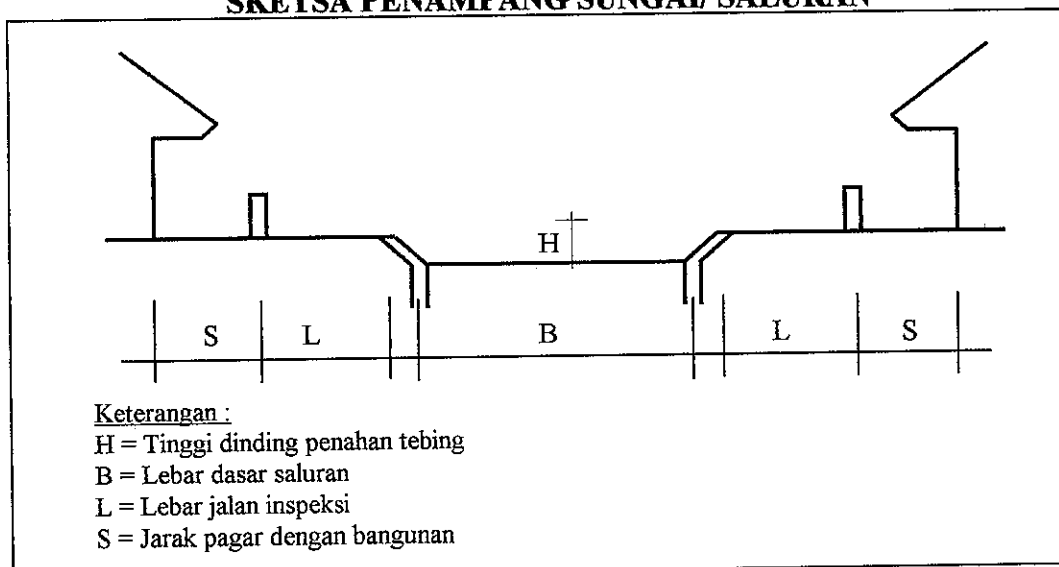 SKETSA PENAMPANG SUNGAI/ SALURAN
H
S L B L S
Keterangan :
H = Tinggi dinding penahan tebing
B = Lebar dasar saluran
L = Lebar jalan inspeksi
S = Jarak pagar dengan bangunan